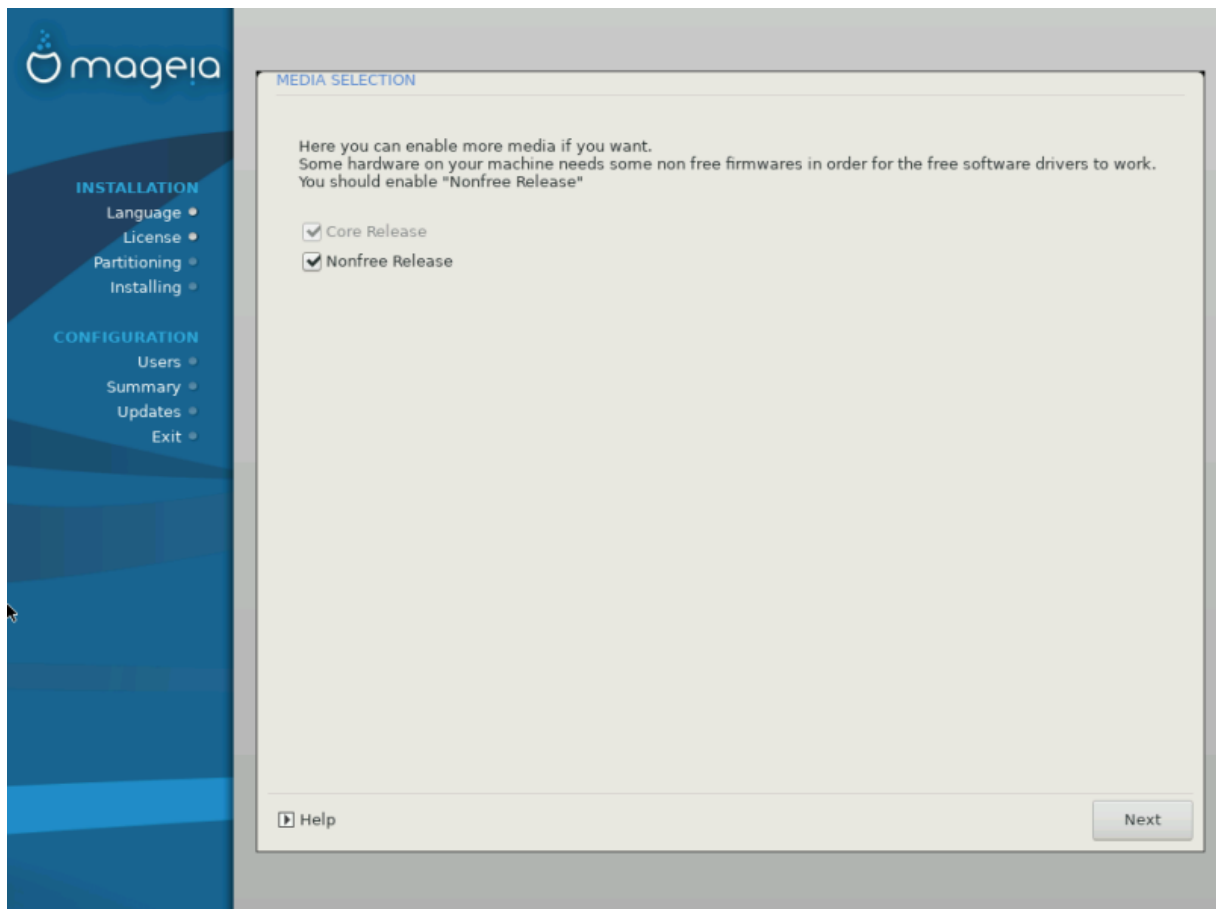 mageia
INSTALLATION
Language
License
Partitioning
Installing
CONFIGURATION
Users
Summary
Updates
Exit
MEDIA SELECTION
Here you can enable more media if you want.
Some hardware on your machine needs some non free firmwares in order for the free software drivers to work.
You should enable "Nonfree Release"
Core Release
Nonfree Release
Help
Next